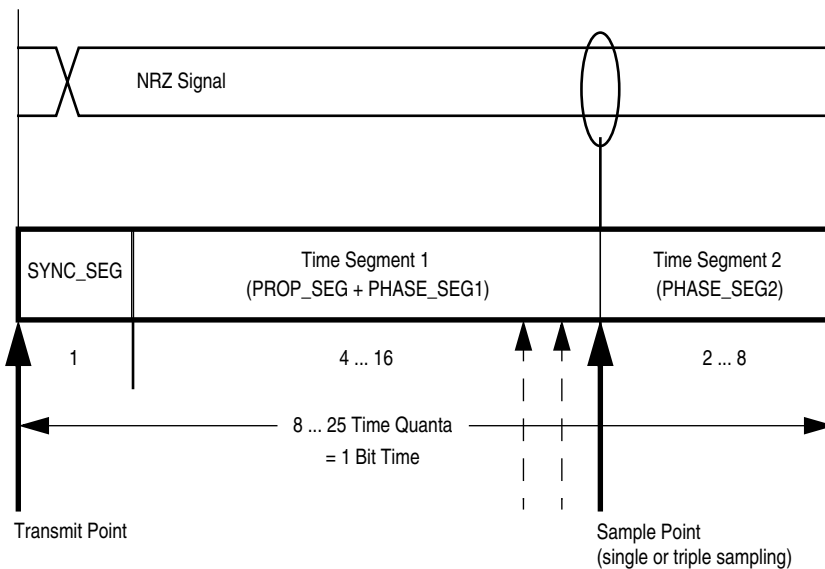 NRZ Signal
SYNC_SEG
Time Segment 1
(PROP_SEG + PHASE_SEG1)
Time Segment 2
(PHASE_SEG2)
1
4 ... 16
2 ... 8
8 ... 25 Time Quanta
= 1 Bit Time
Transmit Point
Sample Point
(single or triple sampling)